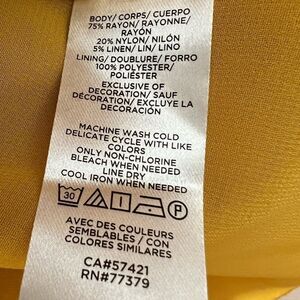 BODY/ CORPS/ CUERPO
75% RAYON/ RAYONNE/
RAYÓN
20% NYLON/ NILÓN
5% LINEN/ LIN/ LINO
LINING/ DOUBLURE/ FORRO
100% POLYESTER/
POLIÉSTER
EXCLUSIVE OF
DECORATION/ SAUF
DÉCORATION/ EXCLUYE LA
DECORACIÓN
MACHINE WASH COLD
DELICATE CYCLE WITH LIKE
COLORS
ONLY NON-CHLORINE
BLEACH WHEN NEEDED
LINE DRY
COOL IRON WHEN NEEDED
30 P
AVEC DES COULEURS
SEMBLABLES / CON
COLORES SIMILARES
CA#57421
RN#77379